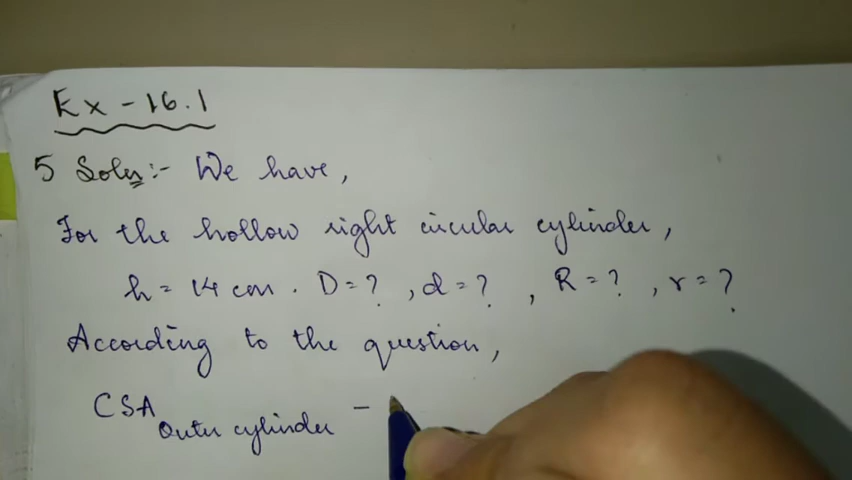 Ex - 16.1
5 Soln:- We have,
For the hollow right circular cylinder,
h = 14 cm. D = ?, d = ?, R = ?, r = ?
According to the question,
CSA Outer cylinder -